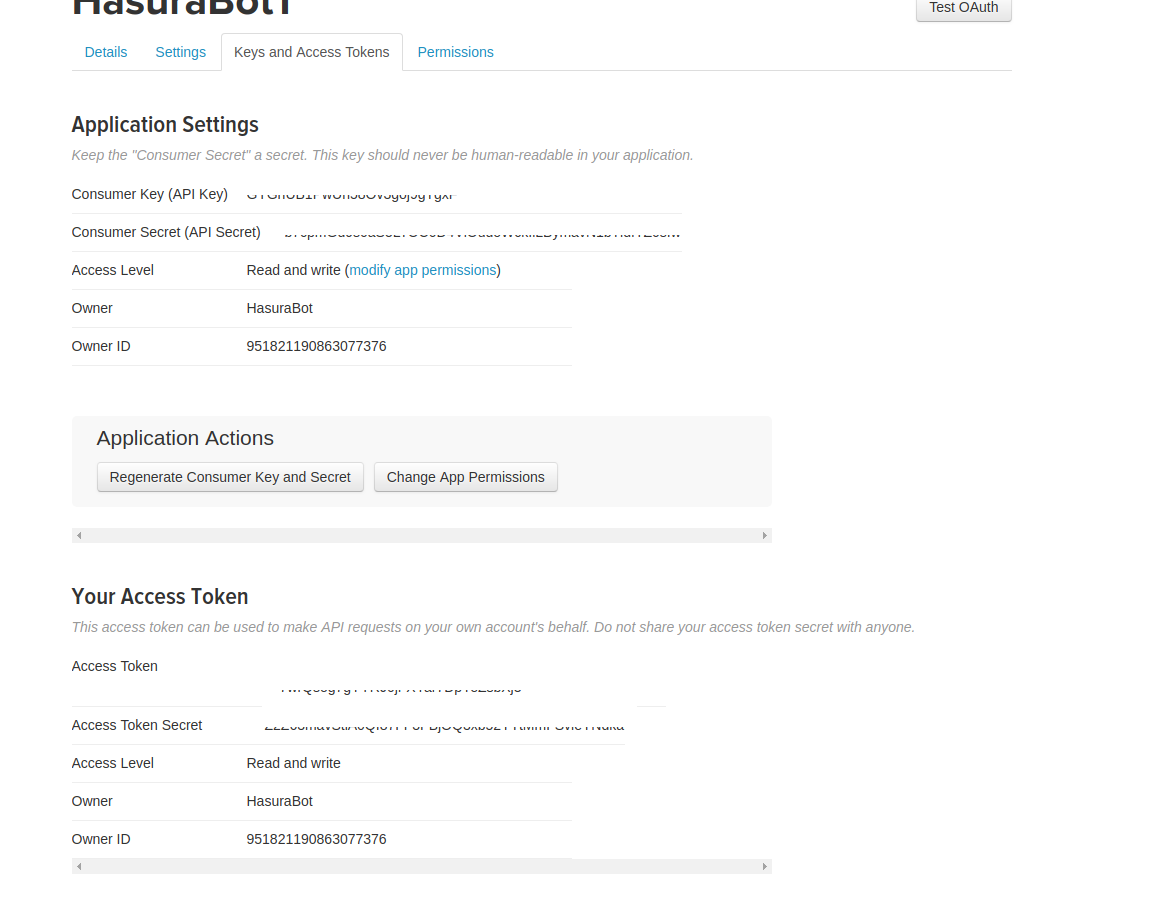 HasuraBot1
Test OAuth
Details Settings Keys and Access Tokens Permissions
Application Settings
Keep the "Consumer Secret" a secret. This key should never be human-readable in your application.
Consumer Key (API Key)
Consumer Secret (API Secret)
Access Level Read and write (modify app permissions)
Owner HasuraBot
Owner ID 951821190863077376
Application Actions
Regenerate Consumer Key and Secret Change App Permissions
Your Access Token
This access token can be used to make API requests on your own account's behalf. Do not share your access token secret with anyone.
Access Token
Access Token Secret
Access Level Read and write
Owner HasuraBot
Owner ID 951821190863077376